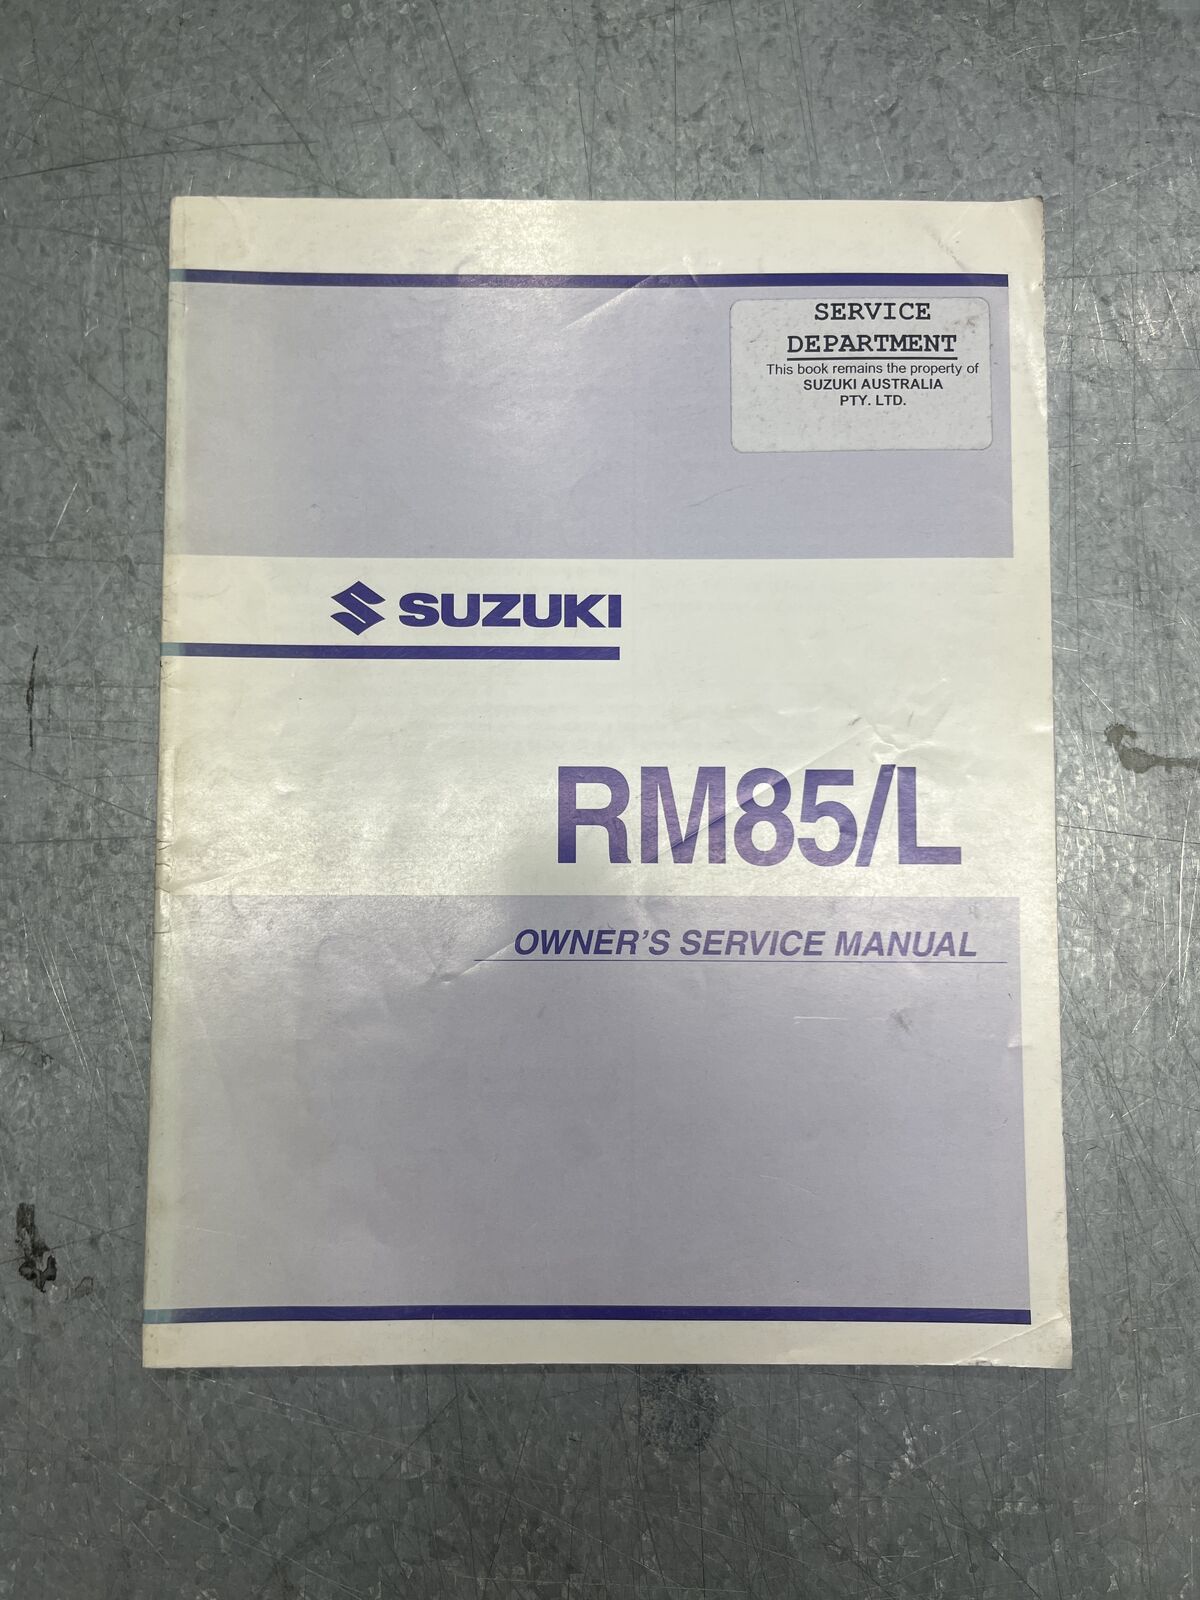 SERVICE
DEPARTMENT
This book remains the property of
SUZUKI AUSTRALIA
PTY. LTD.
SUZUKI
RM85/L
OWNER'S SERVICE MANUAL